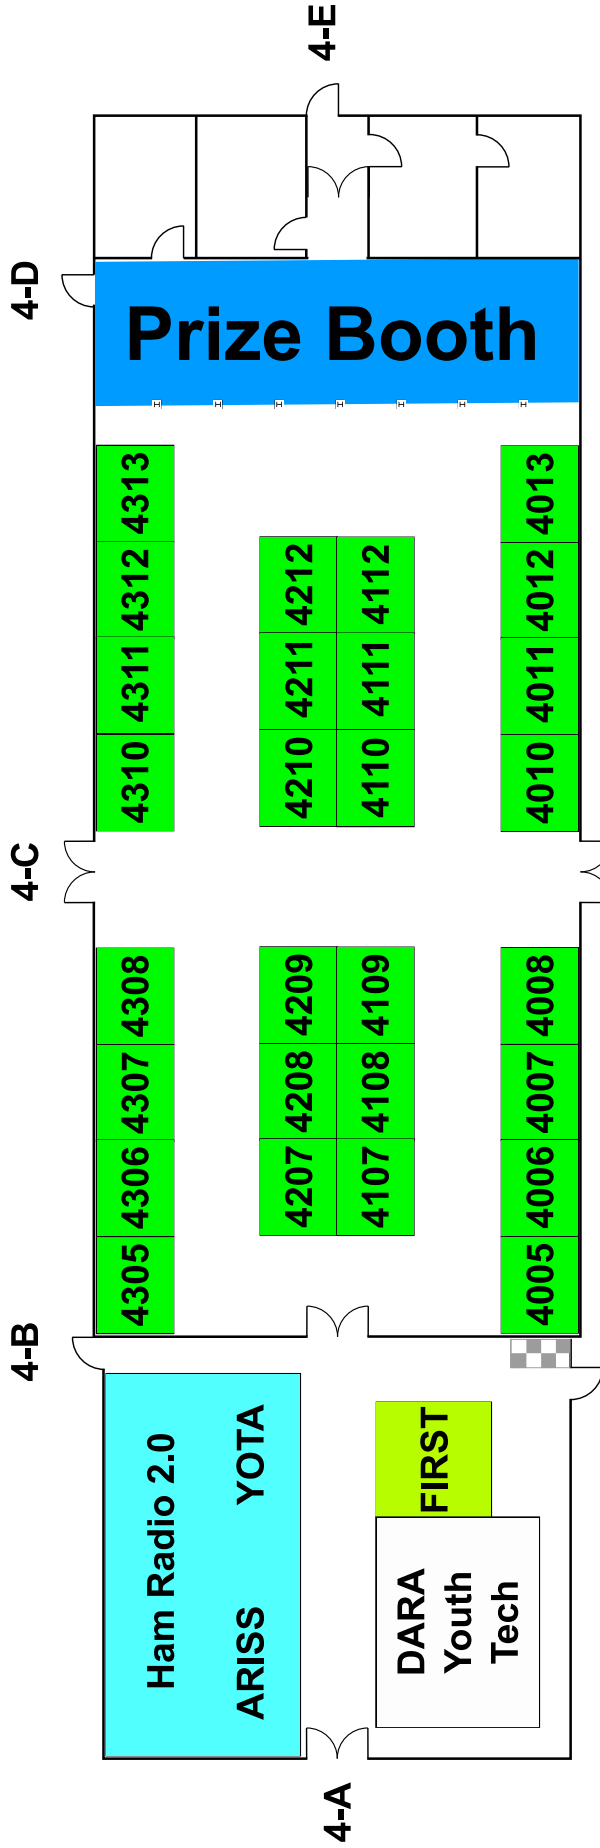 4-E
4-D
Prize Booth
4313
4312
4311
4310
4212
4211
4210
4112
4111
4110
4013
4012
4011
4010
4-C
4308
4307
4306
4305
4209
4208
4207
4109
4108
4107
4008
4007
4006
4005
4-B
Ham Radio 2.0
ARISS YOTA
FIRST
DARA
Youth
Tech
4-A